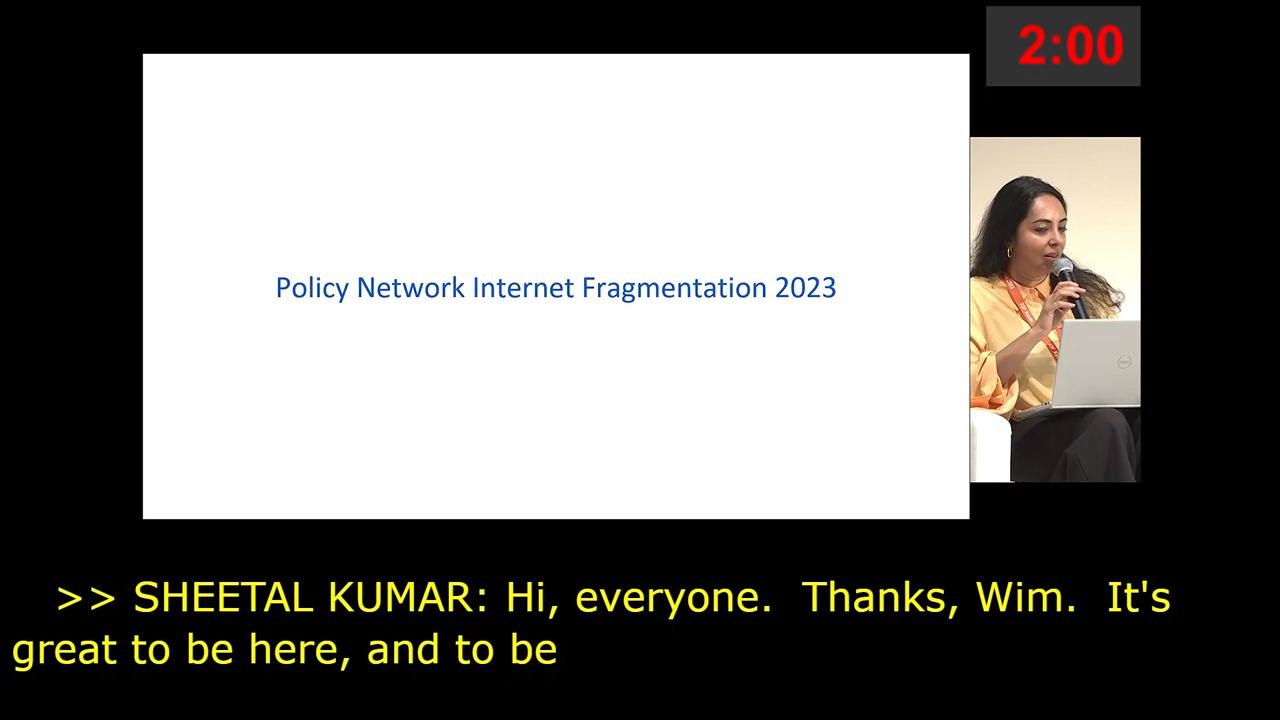 2:00
Policy Network Internet Fragmentation 2023
>> SHEETAL KUMAR: Hi, everyone.  Thanks, Wim.  It's
great to be here, and to be